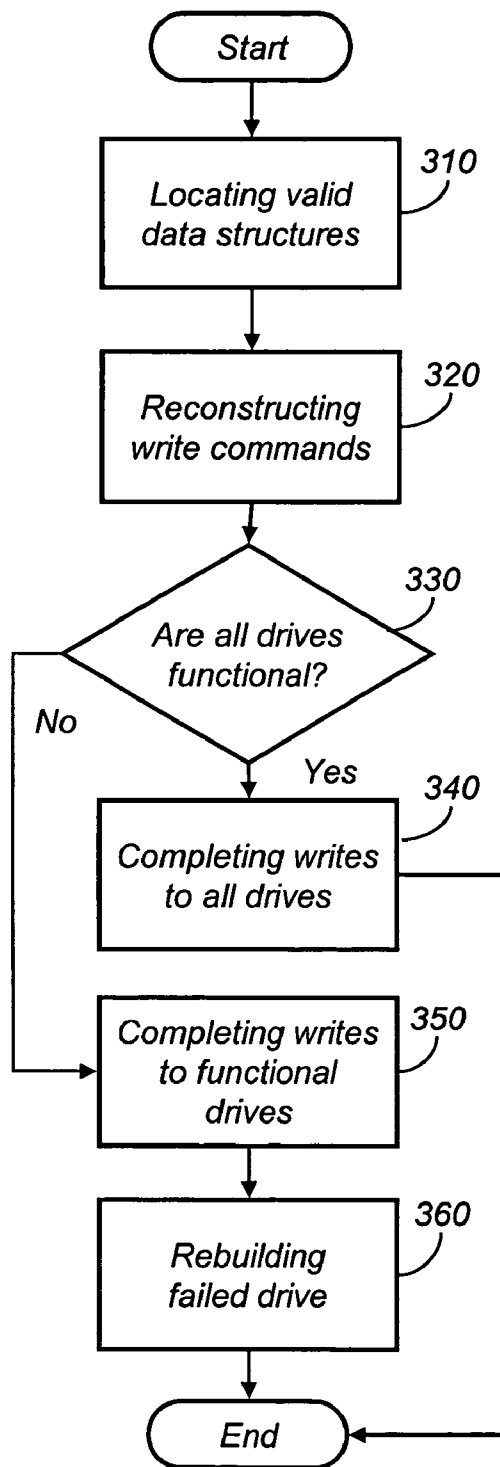 Start
310
Locating valid
data structures
320
Reconstructing
write commands
330
Are all drives
functional?
No
Yes
340
Completing writes
to all drives
350
Completing writes
to functional
drives
360
Rebuilding
failed drive
End